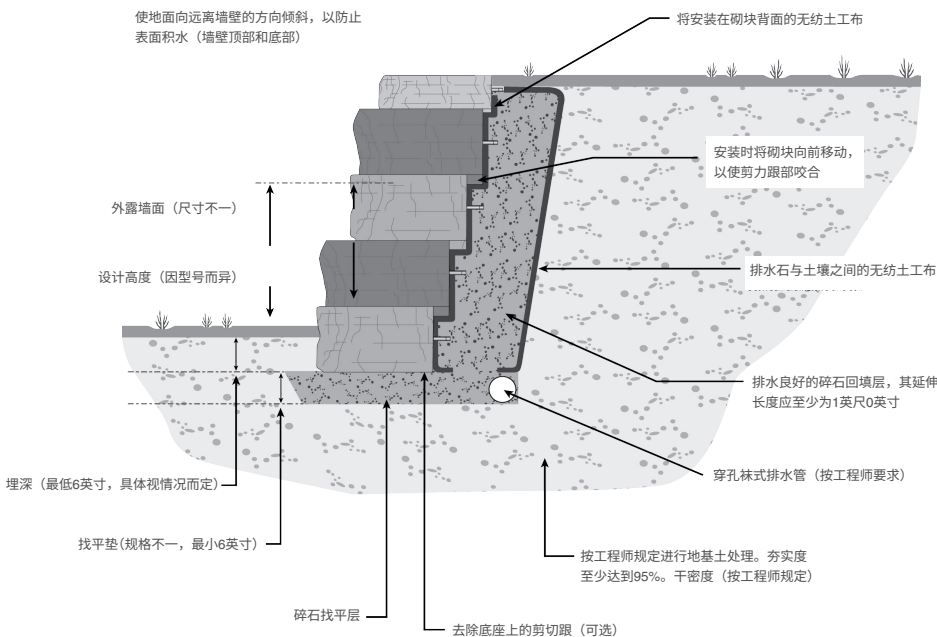 使地面向远离墙壁的方向倾斜，以防止
表面积水（墙壁顶部和底部）
将安装在砌块背面的无纺土工布
安装时将砌块向前移动，
以使剪力跟部咬合
外露墙面（尺寸不一）
设计高度（因型号而异）
排水石与土壤之间的无纺土工布
排水良好的碎石回填层，其延伸
长度应至少为1英尺0英寸
穿孔袜式排水管（按工程师要求）
埋深（最低6英寸，具体视情况而定）
找平垫（规格不一，最小6英寸）
按工程师规定进行地基土处理。夯实度
至少达到95%。干密度（按工程师规定）
碎石找平层
去除底座上的剪切跟（可选）